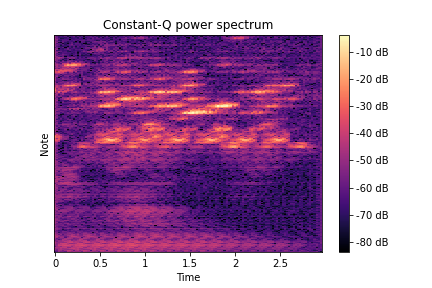 Constant-Q power spectrum
Note
-10 dB
-20 dB
-30 dB
-40 dB
-50 dB
-60 dB
-70 dB
-80 dB
0
0.5
1
1.5
2
2.5
Time